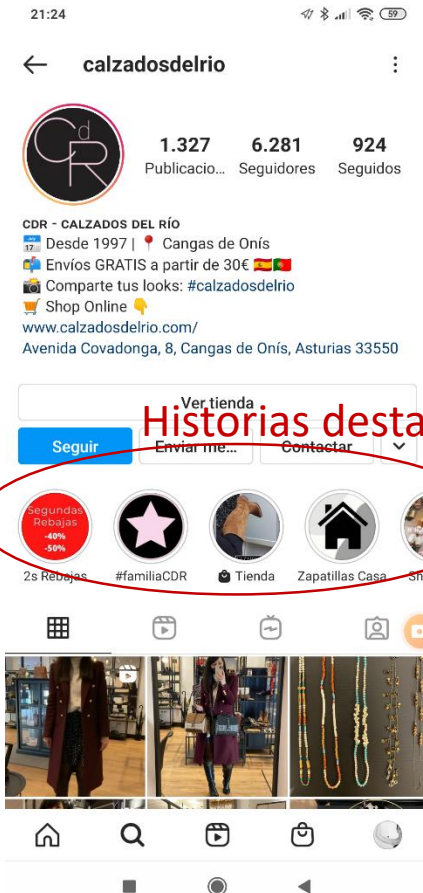 21:24
59
calzadosdelrio
CdR
1.327 6.281 924
Publicacio... Seguidores Seguidos
CDR - CALZADOS DEL RÍO
17 Desde 1997 | Cangas de Onís
Envíos GRATIS a partir de 30€
Comparte tus looks: #calzadosdelrio
Shop Online
www.calzadosdelrio.com/
Avenida Covadonga, 8, Cangas de Onís, Asturias 33550
Ver tienda
Historias desta
Seguir Enviar me... Contactar
Segundas
Rebajas
-40%
-50%
2s Rebajas #familiaCDR Tienda Zapatillas Casa Sn